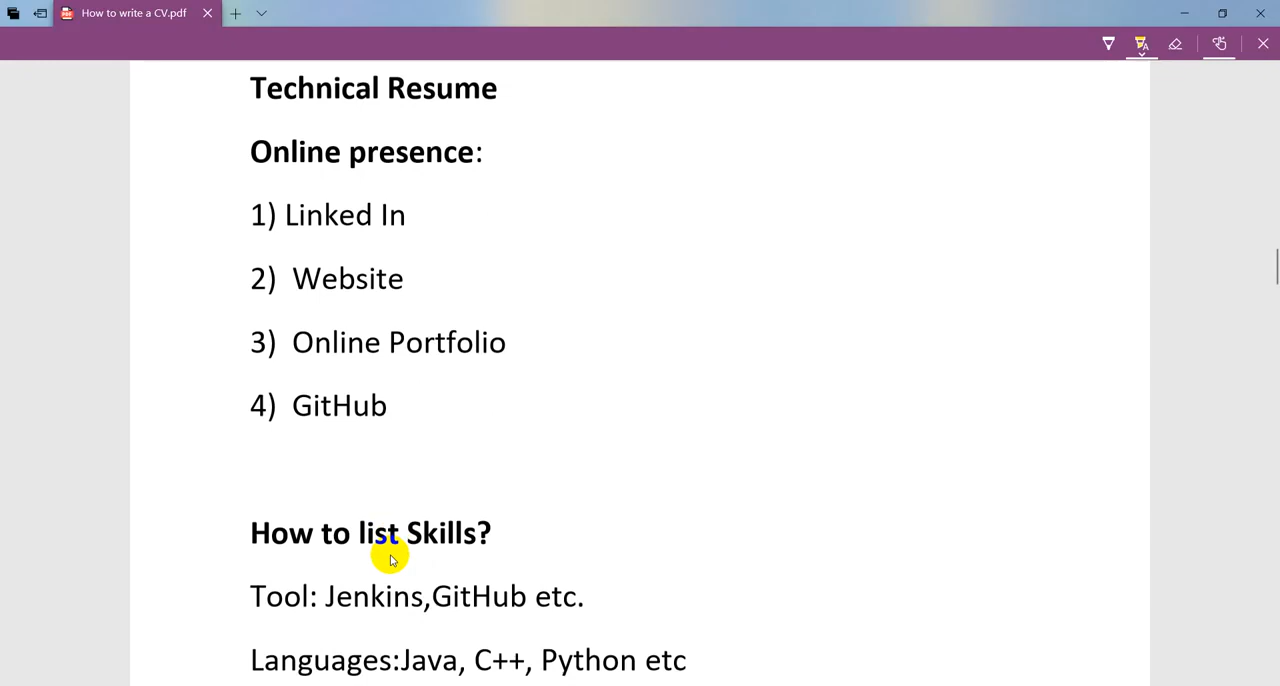 How to write a CV.pdf
Technical Resume
Online presence:
1) Linked In
2) Website
3) Online Portfolio
4) GitHub
How to list Skills?
Tool: Jenkins,GitHub etc.
Languages:Java, C++, Python etc